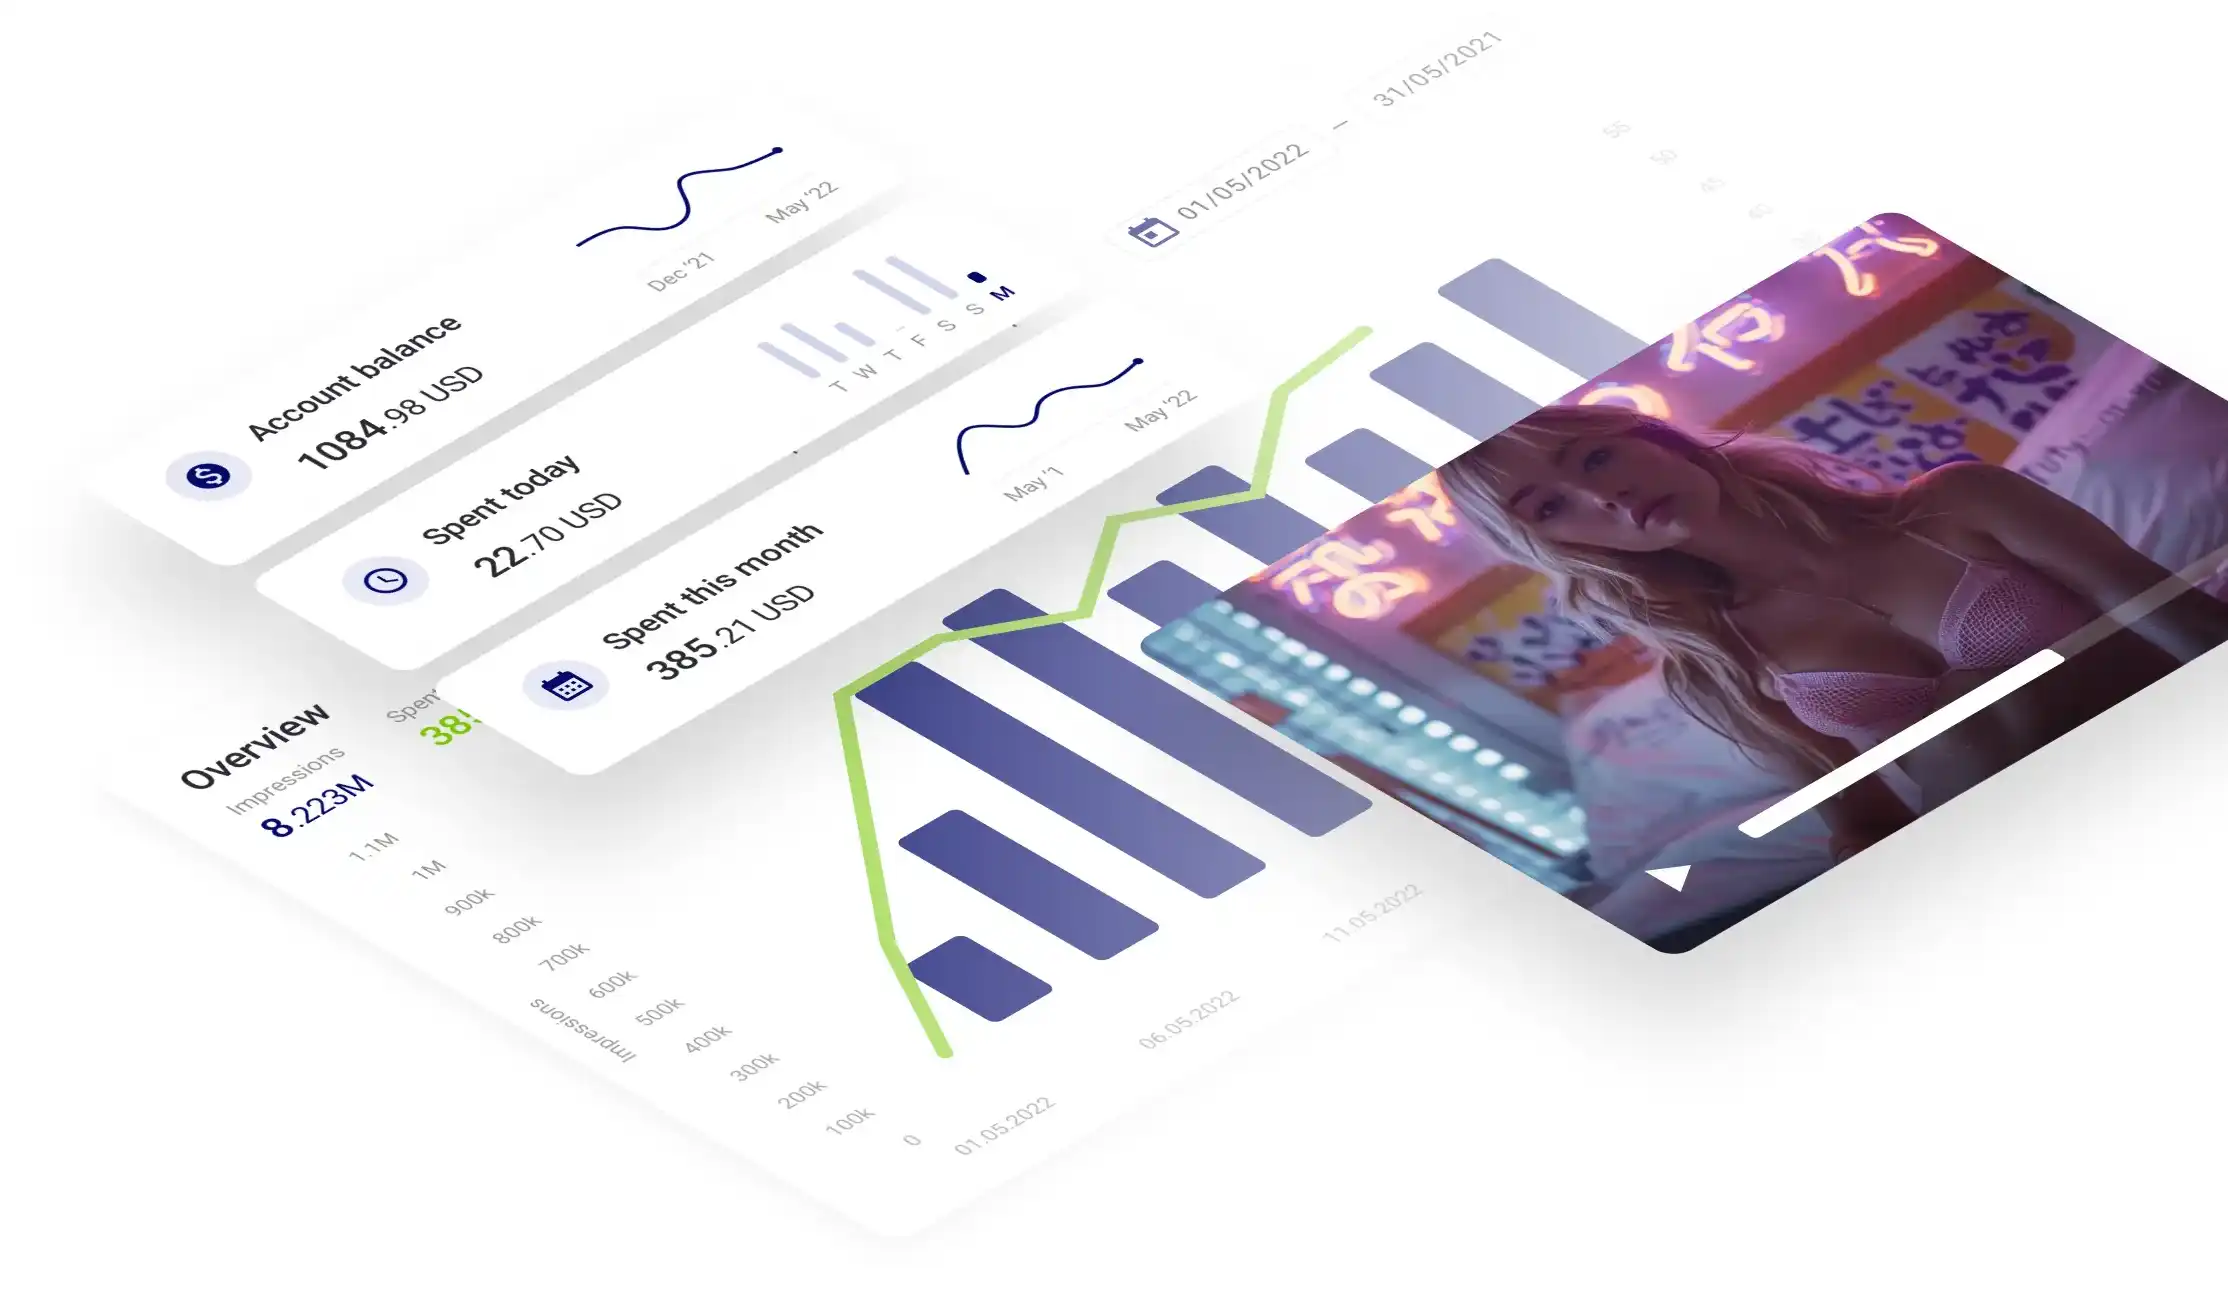 Account balance
1084.98 USD
Dec '21
May '22
Spent today
22.70 USD
T W T F S S M
Spent this month
385.21 USD
May '1
May '22
01/05/2022 – 31/05/2021
Overview
Impressions
8.223M
Spen
385
1.1M
1M
900k
800k
700k
600k
500k
400k
300k
200k
100k
0
Impressions
01.05.2022
06.05.2022
11.05.2022
55
50
45
40